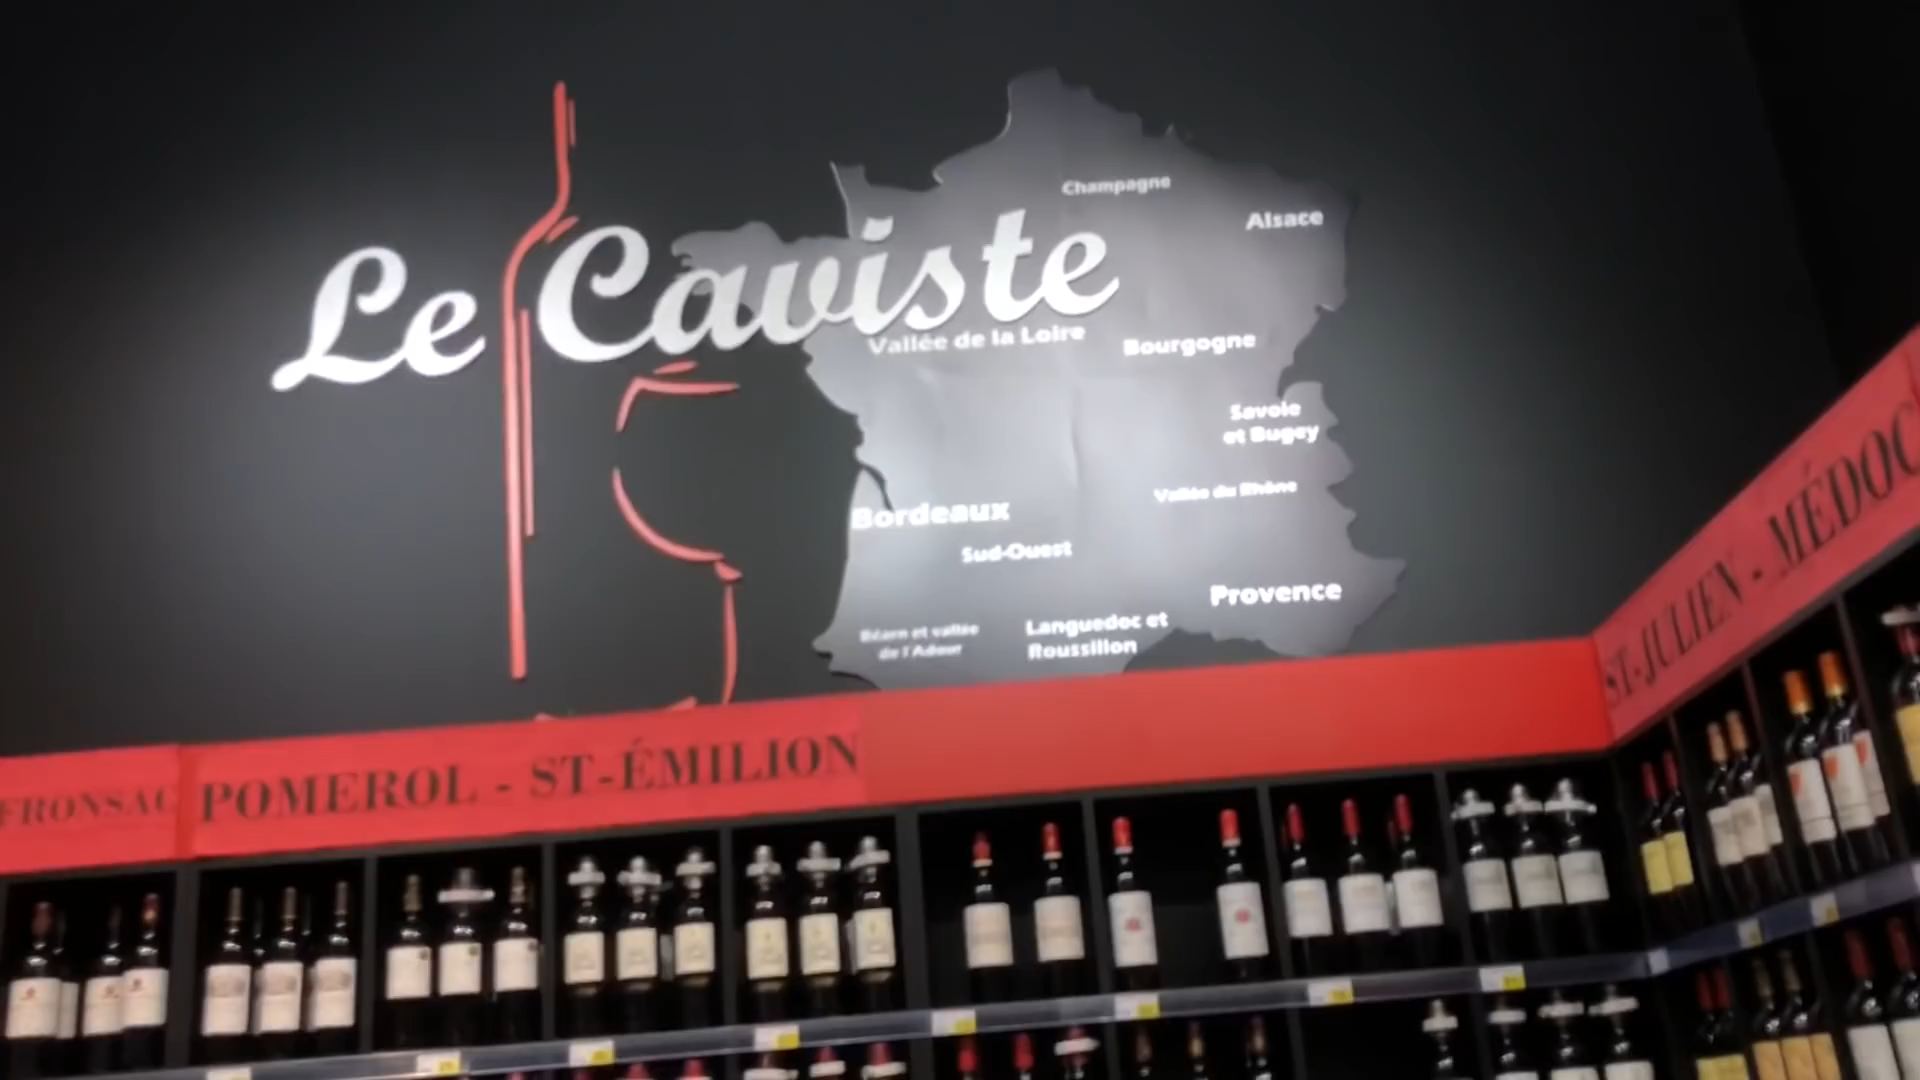 Le Caviste
Champagne
Alsace
Vallée de la Loire
Bourgogne
Savoie
et Bugey
Vallée du Rhône
Bordeaux
Sud-Ouest
Provence
Béarn et vallée
de l'Adour
Languedoc et
Roussillon
FRONSAC
POMEROL - ST-ÉMILION
ST-JULIEN - MÉDOC